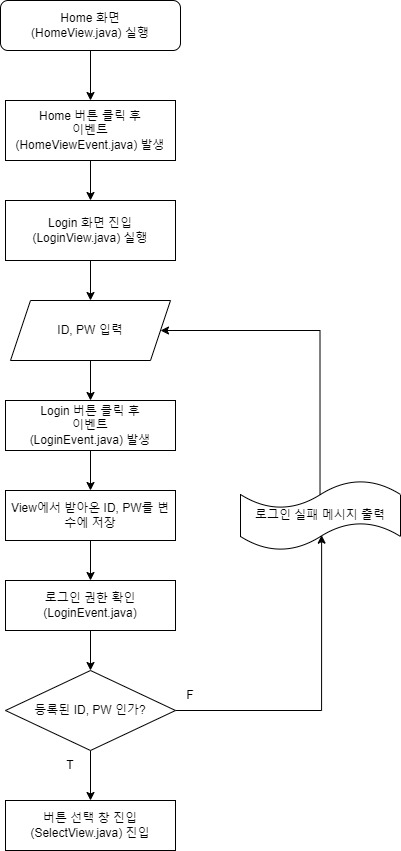 Home 화면
(HomeView.java) 실행
Home 버튼 클릭 후
이벤트
(HomeViewEvent.java) 발생
Login 화면 진입
(LoginView.java) 실행
ID, PW 입력
Login 버튼 클릭 후
이벤트
(LoginEvent.java) 발생
View에서 받아온 ID, PW를 변
수에 저장
로그인 실패 메시지 출력
로그인 권한 확인
(LoginEvent.java)
등록된 ID, PW 인가?
F
T
버튼 선택 창 진입
(SelectView.java) 진입